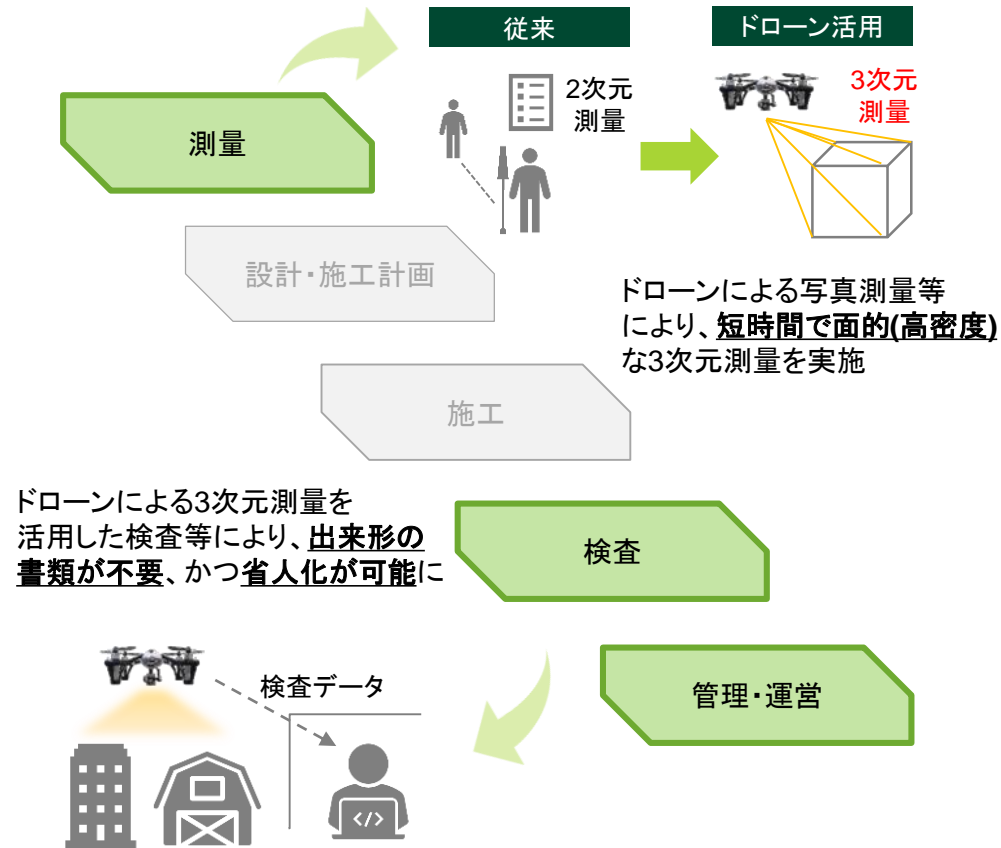 従来
ドローン活用
2次元
測量
3次元
測量
測量
設計・施工計画
ドローンによる写真測量等
により、短時間で面的(高密度)
な3次元測量を実施
施工
ドローンによる3次元測量を
活用した検査等により、出来形の
書類が不要、かつ省人化が可能に
検査
管理・運営
検査データ
</>